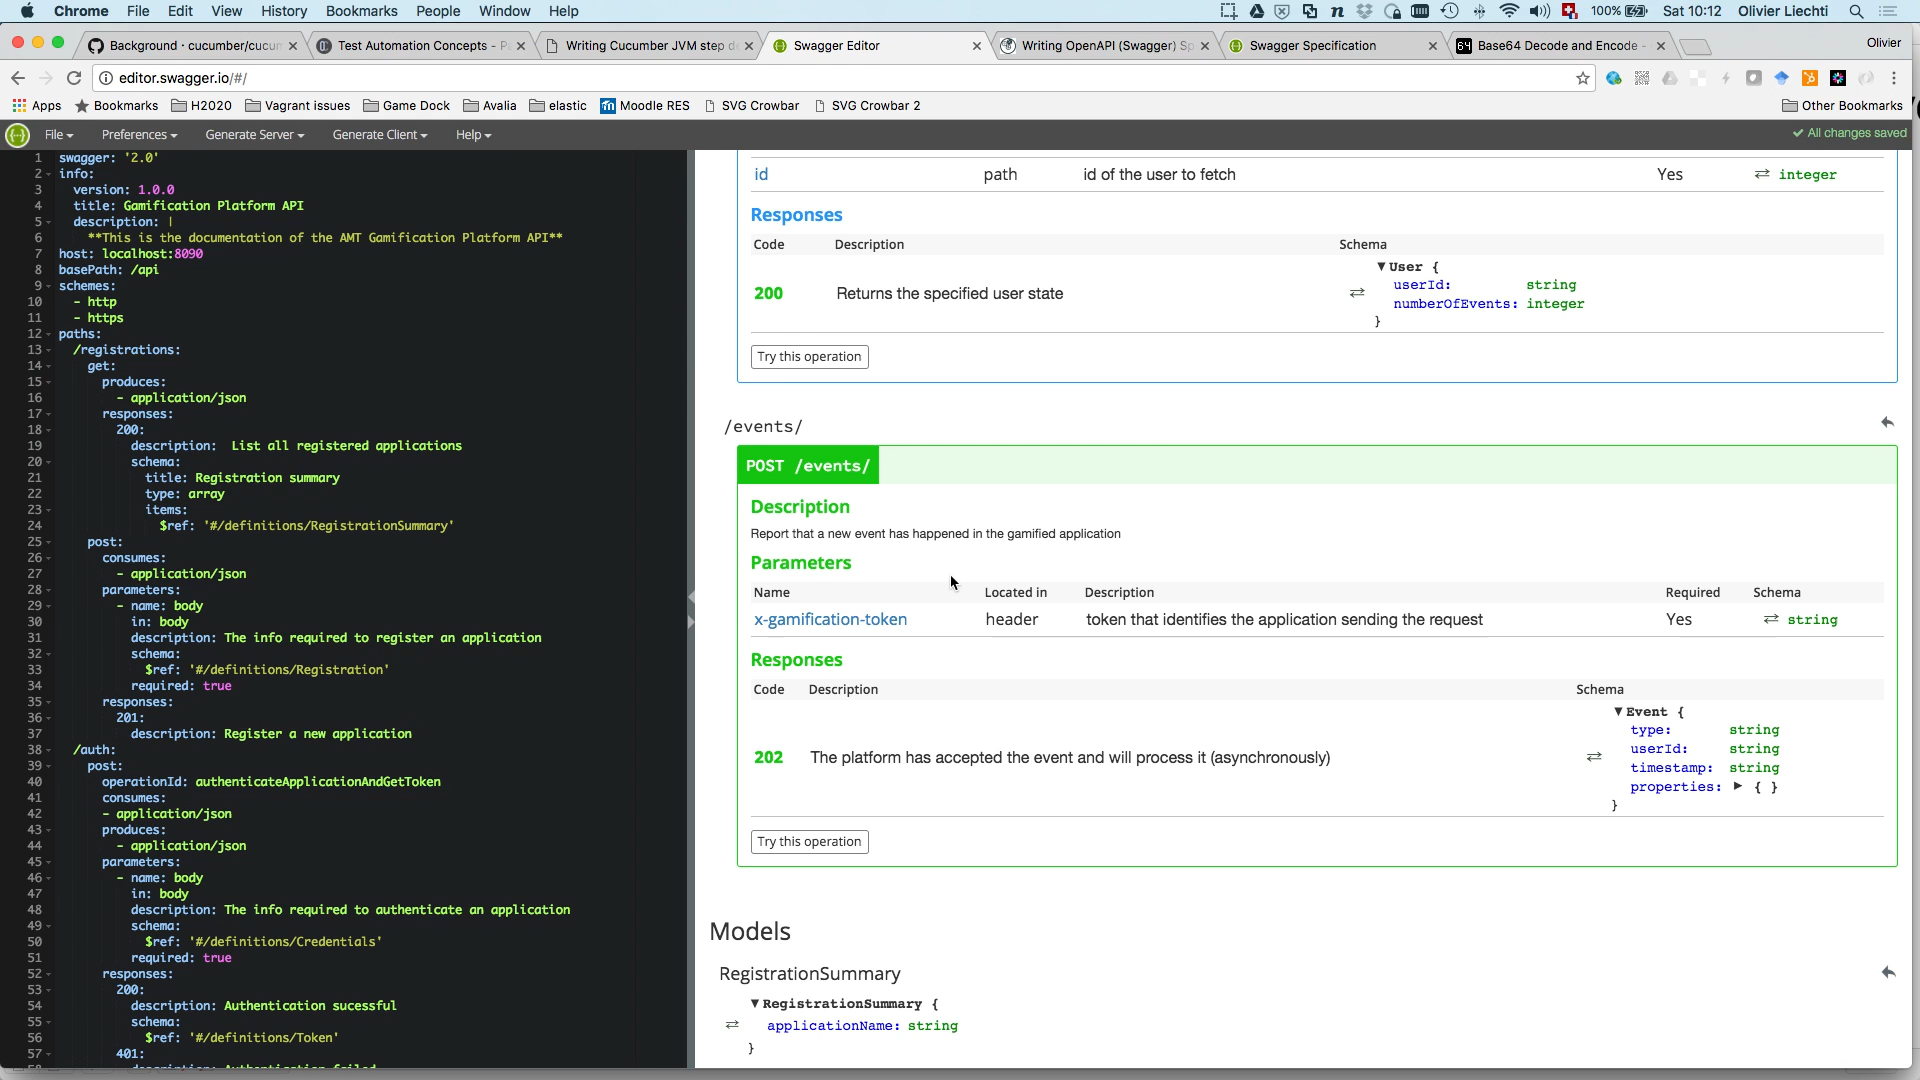 Chrome File Edit View History Bookmarks People Window Help 100% Sat 10:12 Olivier Liechti
Background · cucumber/cucum Test Automation Concepts - P Writing Cucumber JVM step d Swagger Editor Writing OpenAPI (Swagger) Sp Swagger Specification Base64 Decode and Encode - Olivier
editor.swagger.io/#/
Apps Bookmarks H2020 Vagrant issues Game Dock Avalia elastic Moodle RES SVG Crowbar SVG Crowbar 2 Other Bookmarks
File Preferences Generate Server Generate Client Help All changes saved
1 swagger: '2.0'
2 info:
3 version: 1.0.0
4 title: Gamification Platform API
5 description: |
6 **This is the documentation of the AMT Gamification Platform API**
7 host: localhost:8090
8 basePath: /api
9 schemes:
10 - http
11 - https
12 paths:
13 /registrations:
14 get:
15 produces:
16 - application/json
17 responses:
18 200:
19 description: List all registered applications
20 schema:
21 title: Registration summary
22 type: array
23 items:
24 $ref: '#/definitions/RegistrationSummary'
25 post:
26 consumes:
27 - application/json
28 parameters:
29 - name: body
30 in: body
31 description: The info required to register an application
32 schema:
33 $ref: '#/definitions/Registration'
34 required: true
35 responses:
36 201:
37 description: Register a new application
38 /auth:
39 post:
40 operationId: authenticateApplicationAndGetToken
41 consumes:
42 - application/json
43 produces:
44 - application/json
45 parameters:
46 - name: body
47 in: body
48 description: The info required to authenticate an application
49 schema:
50 $ref: '#/definitions/Credentials'
51 required: true
52 responses:
53 200:
54 description: Authentication sucessful
55 schema:
56 $ref: '#/definitions/Token'
57 401:
id path id of the user to fetch Yes ⇄ integer
Responses
Code Description Schema
▼ User {
userId: string
200 Returns the specified user state ⇄
numberOfEvents: integer
}
Try this operation
/events/
POST /events/
Description
Report that a new event has happened in the gamified application
Parameters
Name Located in Description Required Schema
x-gamification-token header token that identifies the application sending the request Yes ⇄ string
Responses
Code Description Schema
▼ Event {
type: string
userId: string
202 The platform has accepted the event and will process it (asynchronously) ⇄
timestamp: string
properties: ▶ { }
}
Try this operation
Models
RegistrationSummary
▼ RegistrationSummary {
⇄ applicationName: string
}